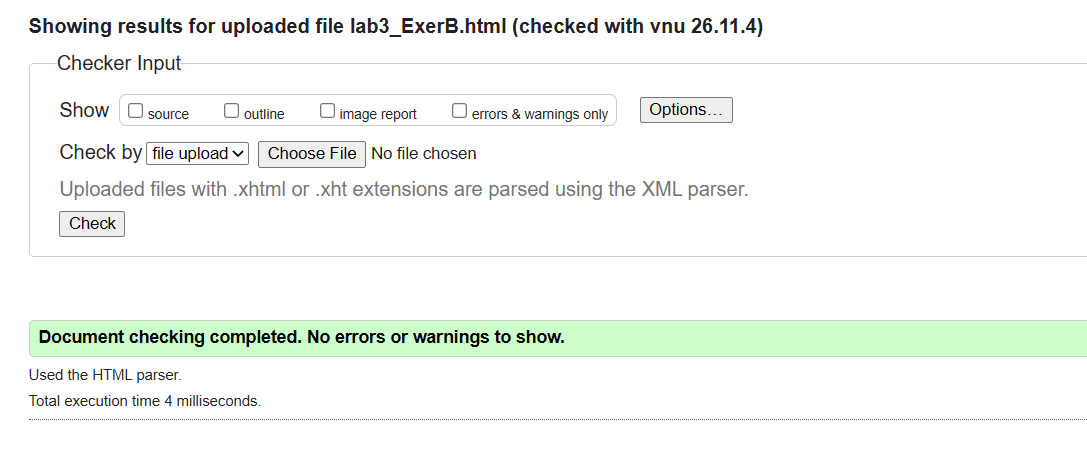 Showing results for uploaded file lab3_ExerB.html (checked with vnu 26.11.4)
Checker Input
Show source outline image report errors & warnings only Options…
Check by file upload Choose File No file chosen
Uploaded files with .xhtml or .xht extensions are parsed using the XML parser.
Check
Document checking completed. No errors or warnings to show.
Used the HTML parser.
Total execution time 4 milliseconds.